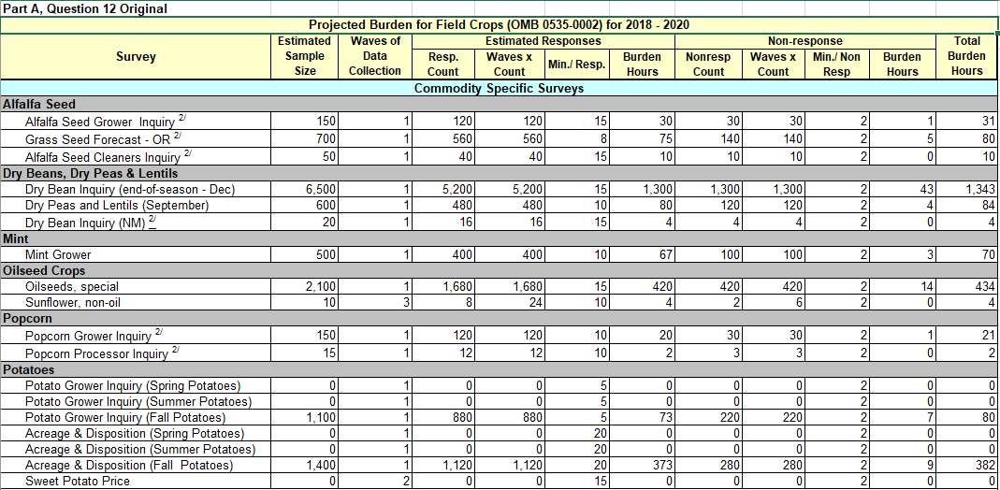 Part A, Question 12 Original
Projected Burden for Field Crops (OMB 0535-0002) for 2018 - 2020
Survey Estimated Sample Size Waves of Data Collection Estimated Responses Non-response Total Burden Hours
Resp. Count Waves x Count Min./ Resp. Burden Hours Nonresp Count Waves x Count Min./ Non Resp Burden Hours
Commodity Specific Surveys
Alfalfa Seed
Alfalfa Seed Grower Inquiry 2/ 150 1 120 120 15 30 30 30 2 1 31
Grass Seed Forecast - OR 2/ 700 1 560 560 8 75 140 140 2 5 80
Alfalfa Seed Cleaners Inquiry 2/ 50 1 40 40 15 10 10 10 2 0 10
Dry Beans, Dry Peas & Lentils
Dry Bean Inquiry (end-of-season - Dec) 6,500 1 5,200 5,200 15 1,300 1,300 1,300 2 43 1,343
Dry Peas and Lentils (September) 600 1 480 480 10 80 120 120 2 4 84
Dry Bean Inquiry (NM) 2/ 20 1 16 16 15 4 4 4 2 0 4
Mint
Mint Grower 500 1 400 400 10 67 100 100 2 3 70
Oilseed Crops
Oilseeds, special 2,100 1 1,680 1,680 15 420 420 420 2 14 434
Sunflower, non-oil 10 3 8 24 10 4 2 6 2 0 4
Popcorn
Popcorn Grower Inquiry 2/ 150 1 120 120 10 20 30 30 2 1 21
Popcorn Processor Inquiry 2/ 15 1 12 12 10 2 3 3 2 0 2
Potatoes
Potato Grower Inquiry (Spring Potatoes) 0 1 0 0 5 0 0 0 2 0 0
Potato Grower Inquiry (Summer Potatoes) 0 1 0 0 5 0 0 0 2 0 0
Potato Grower Inquiry (Fall Potatoes) 1,100 1 880 880 5 73 220 220 2 7 80
Acreage & Disposition (Spring Potatoes) 0 1 0 0 20 0 0 0 2 0 0
Acreage & Disposition (Summer Potatoes) 0 1 0 0 20 0 0 0 2 0 0
Acreage & Disposition (Fall Potatoes) 1,400 1 1,120 1,120 20 373 280 280 2 9 382
Sweet Potato Price 0 2 0 0 15 0 0 0 2 0 0